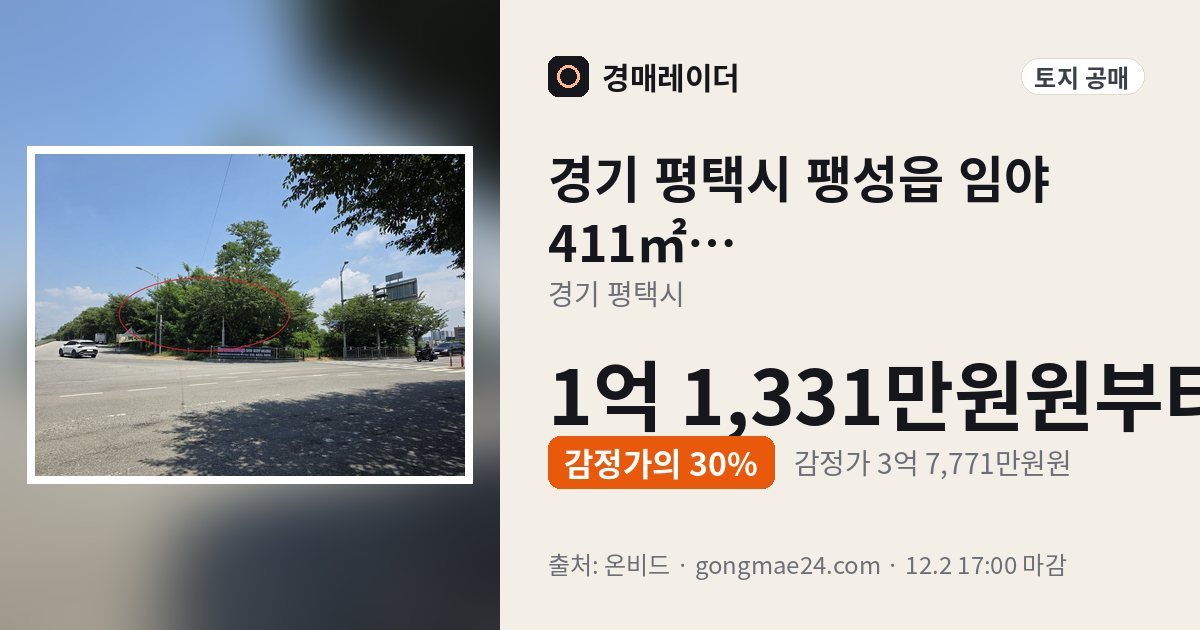 경매레이더
토지 공매
경기 평택시 팽성읍 임야
411㎡…
경기 평택시
1억 1,331만원원부터
감정가의 30%
감정가 3억 7,771만원원
출처: 온비드 · gongmae24.com · 12.2 17:00 마감